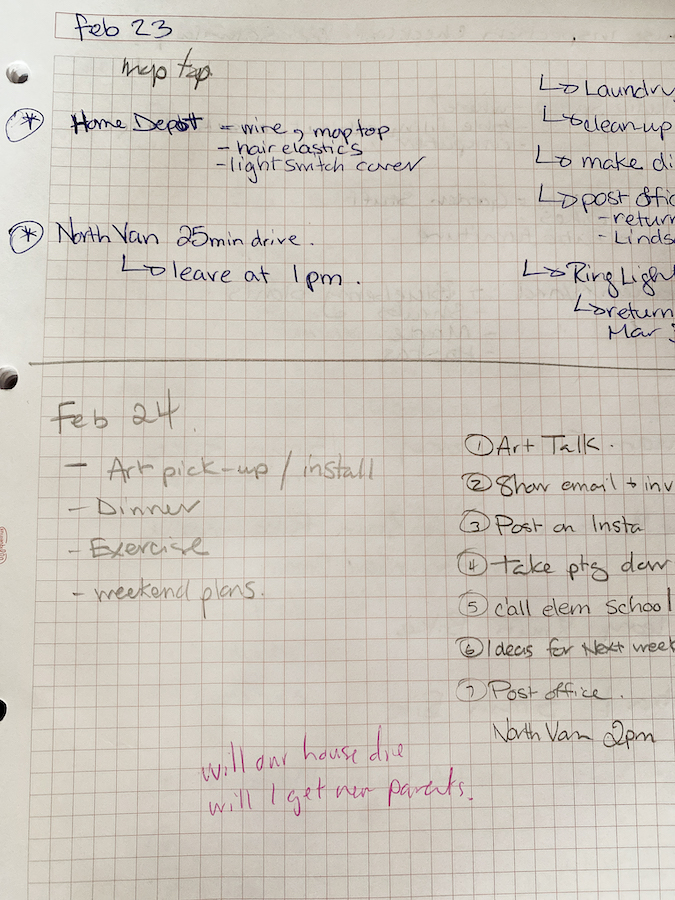 Feb 23
mop top
Home Depot - wire, mop top
- hair elastics
- light switch cover
North Van 25min drive.
leave at 1pm.
Laundry
clean-up
make di
post offic
- return
- Linds
Ring Light
return
Mar
Feb 24
- Art pick-up / install
- Dinner
- Exercise
- weekend plans.
① Art Talk.
② Show email + inv
③ Post on Insta
④ take ptg down
⑤ call elem School
⑥ Ideas for Next week
⑦ Post office.
North Van 2pm
will our house die
will I get new parents.